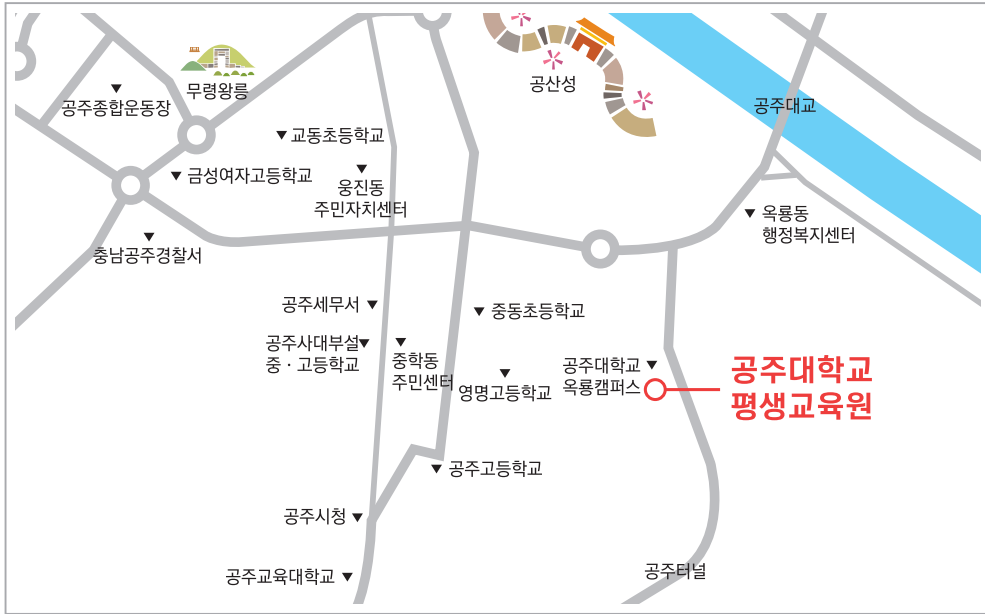 공산성
무령왕릉
공주종합운동장
공주대교
교동초등학교
금성여자고등학교
웅진동
주민자치센터
옥룡동
행정복지센터
충남공주경찰서
공주세무서
중동초등학교
공주사대부설
중 · 고등학교
중학동
주민센터
영명고등학교
공주대학교
옥룡캠퍼스
공주대학교
평생교육원
공주고등학교
공주시청
공주교육대학교
공주터널